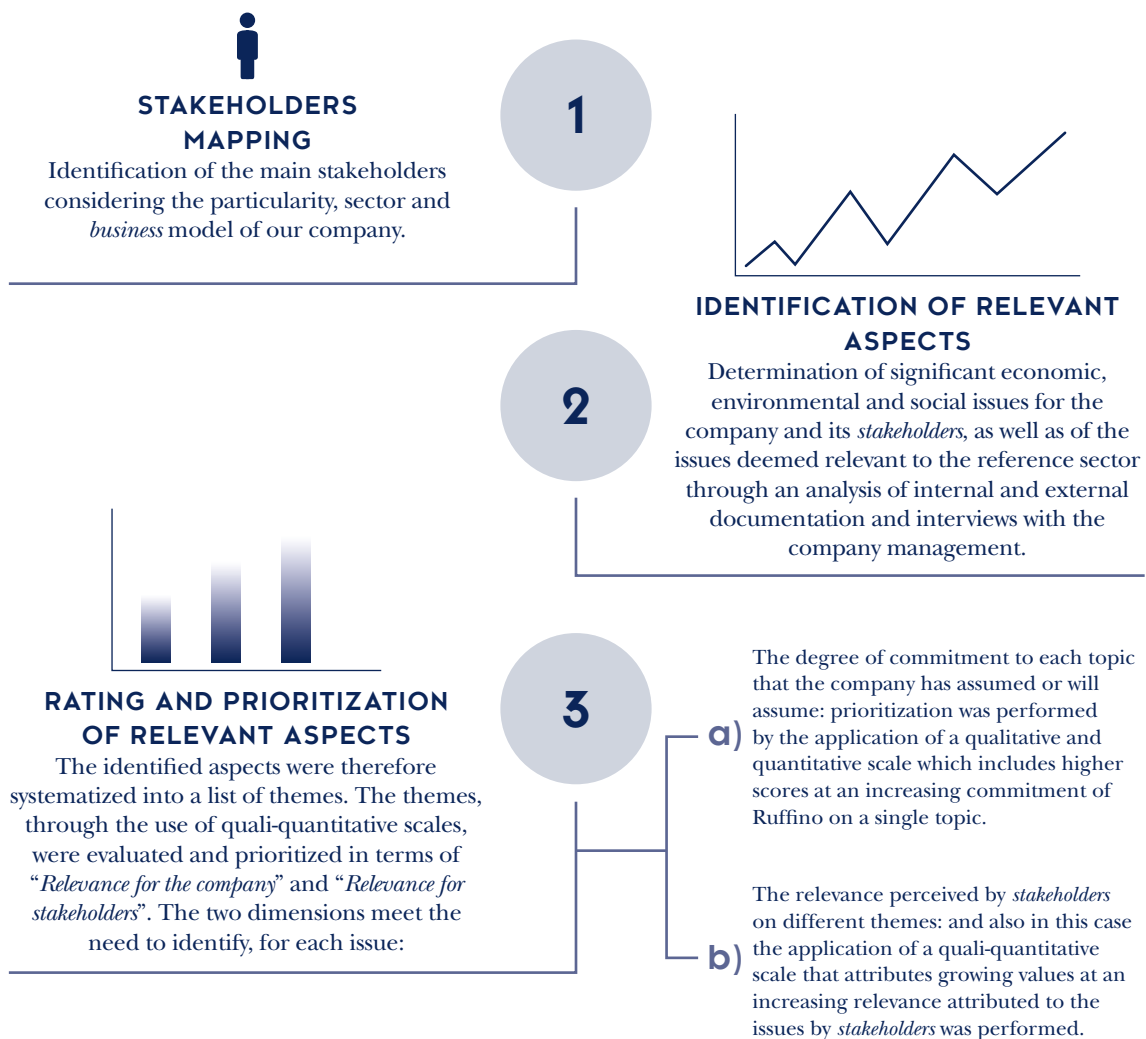 1
STAKEHOLDERS
MAPPING
Identification of the main stakeholders
considering the particularity, sector and
business model of our company.
2
IDENTIFICATION OF RELEVANT
ASPECTS
Determination of significant economic,
environmental and social issues for the
company and its stakeholders, as well as of the
issues deemed relevant to the reference sector
through an analysis of internal and external
documentation and interviews with the
company management.
3
RATING AND PRIORITIZATION
OF RELEVANT ASPECTS
The identified aspects were therefore
systematized into a list of themes. The themes,
through the use of quali-quantitative scales,
were evaluated and prioritized in terms of
“Relevance for the company” and “Relevance for
stakeholders”. The two dimensions meet the
need to identify, for each issue:
a)
The degree of commitment to each topic
that the company has assumed or will
assume: prioritization was performed
by the application of a qualitative and
quantitative scale which includes higher
scores at an increasing commitment of
Ruffino on a single topic.
b)
The relevance perceived by stakeholders
on different themes: and also in this case
the application of a quali-quantitative
scale that attributes growing values at an
increasing relevance attributed to the
issues by stakeholders was performed.